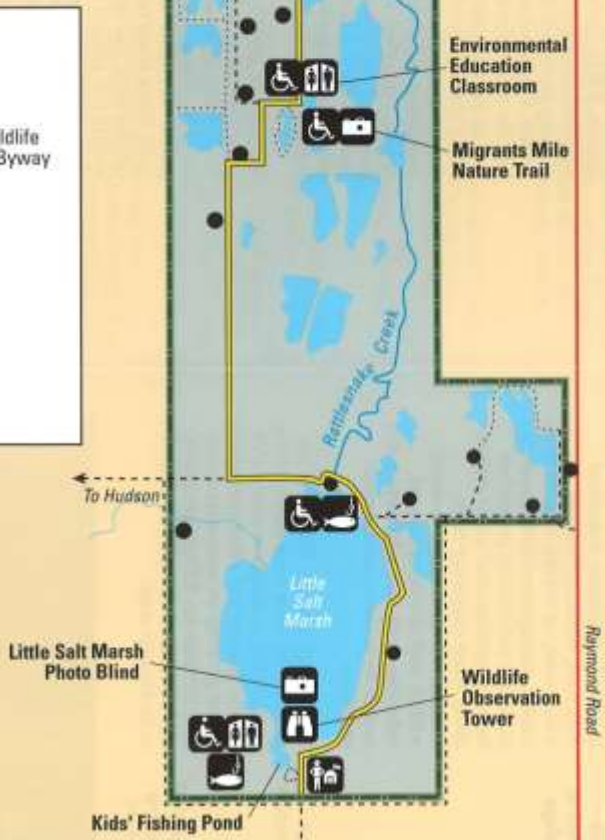 Environmental
Education
Classroom
ldlife
Byway
Migrants Mile
Nature Trail
Rattlesnake Creek
To Hudson
Little
Salt
Marsh
Raymond Road
Little Salt Marsh
Photo Blind
Wildlife
Observation
Tower
Kids' Fishing Pond